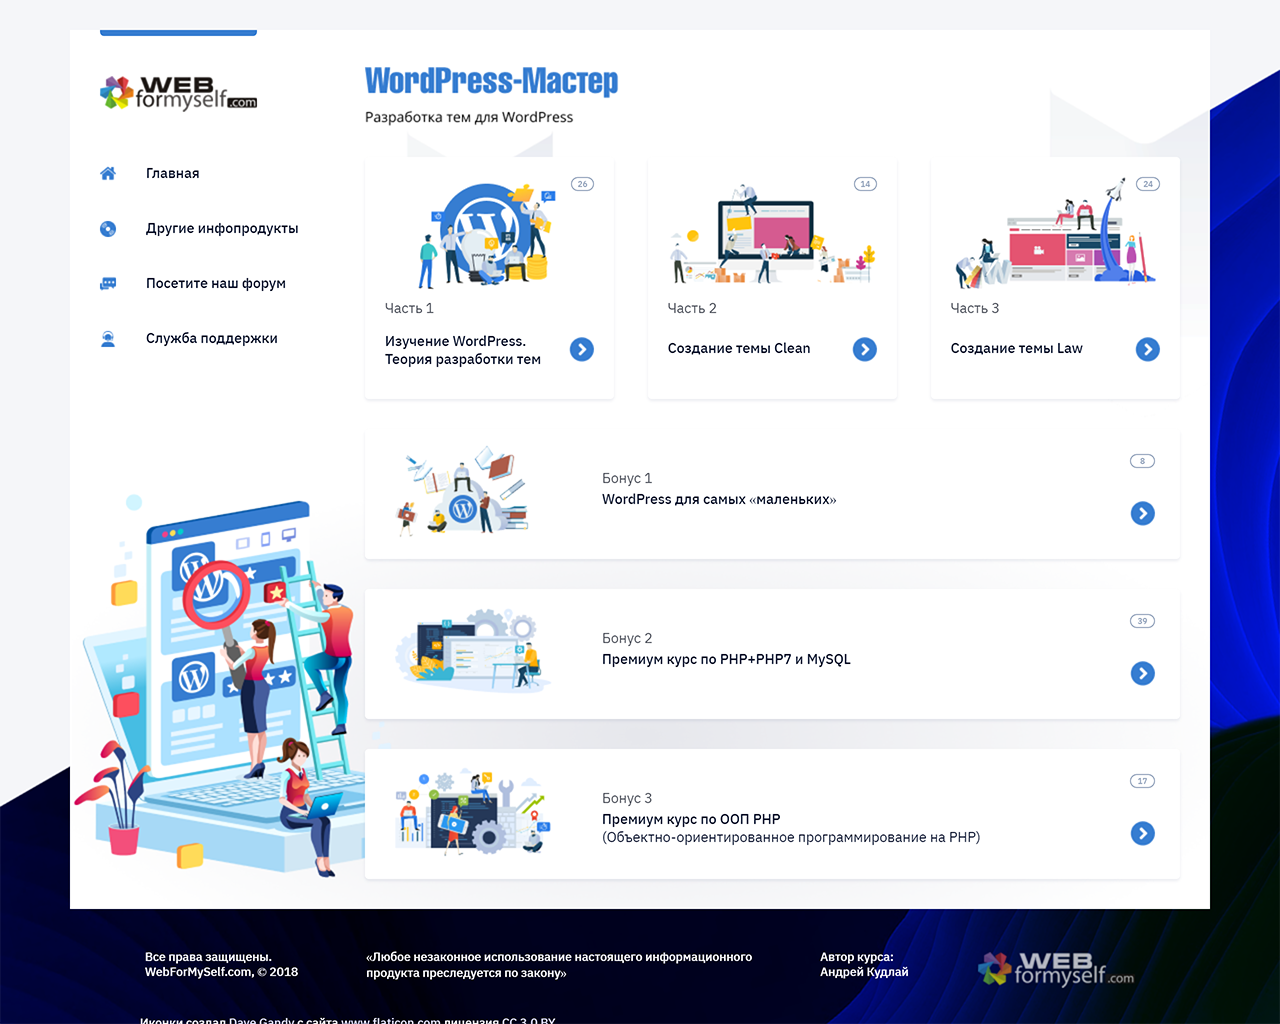 WEB
formyself.com
WordPress-Мастер
Разработка тем для WordPress
Главная
Другие инфопродукты
Посетите наш форум
Служба поддержки
26
Часть 1
Изучение WordPress.
Теория разработки тем
14
Часть 2
Создание темы Clean
24
Часть 3
Создание темы Law
8
Бонус 1
WordPress для самых «маленьких»
39
Бонус 2
Премиум курс по PHP+PHP7 и MySQL
17
Бонус 3
Премиум курс по ООП PHP
(Объектно-ориентированное программирование на PHP)
Все права защищены.
WebForMySelf.com, © 2018
«Любое незаконное использование настоящего информационного
продукта преследуется по закону»
Автор курса:
Андрей Кудлай
WEB
formyself.com
Иконки создал Dave Gandy с сайта www.flaticon.com лицензия CC 3.0 BY